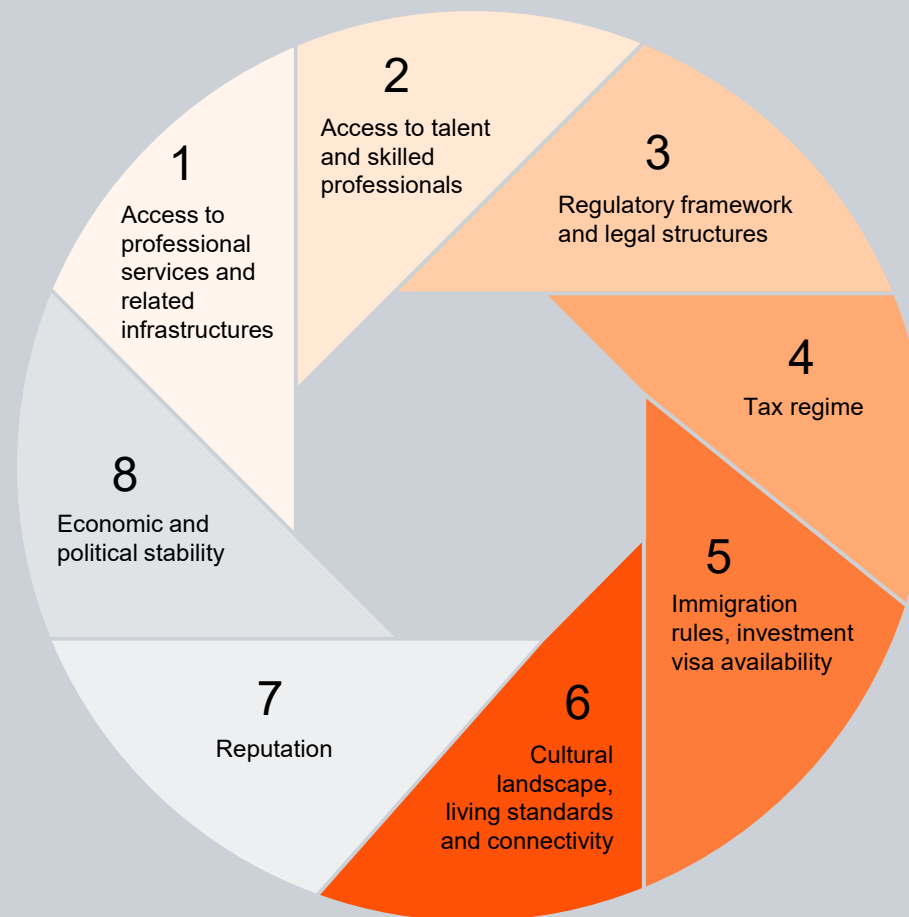 1
Access to
professional
services and
related
infrastructures
2
Access to talent
and skilled
professionals
3
Regulatory framework
and legal structures
4
Tax regime
5
Immigration
rules, investment
visa availability
6
Cultural
landscape,
living standards
and connectivity
7
Reputation
8
Economic and
political stability